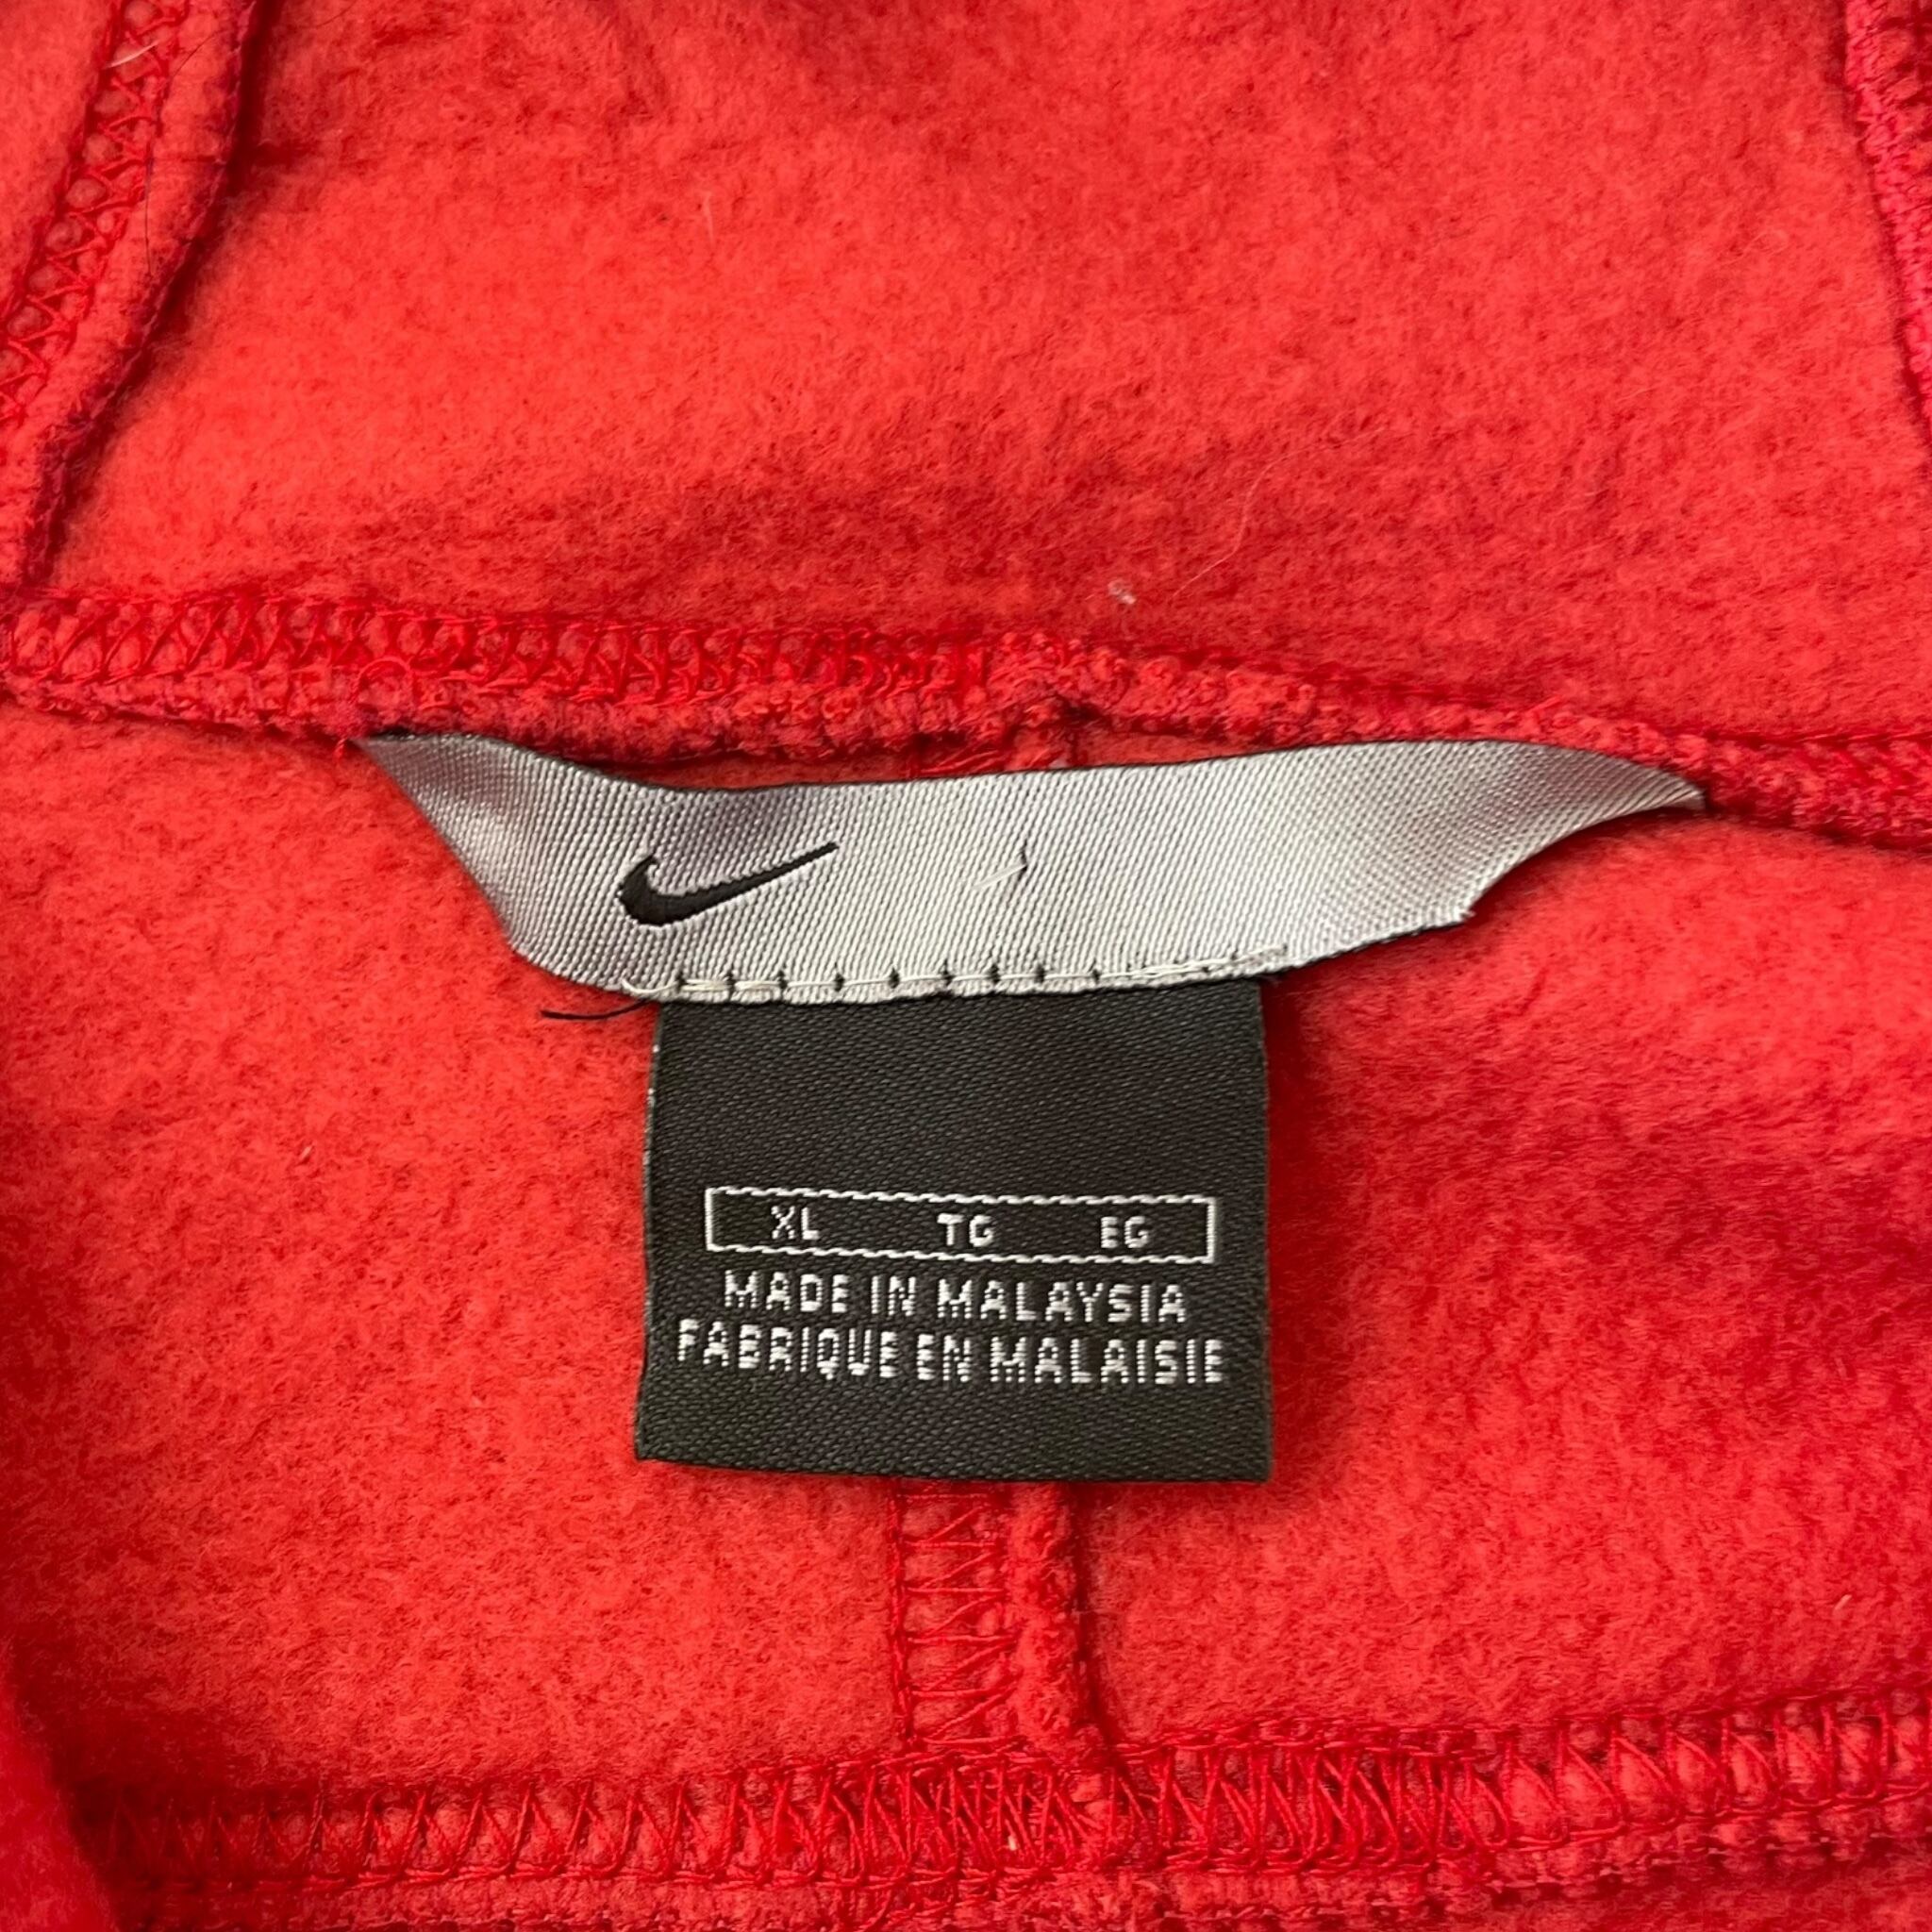 XL TG EG
MADE IN MALAYSIA
FABRIQUE EN MALAISIE